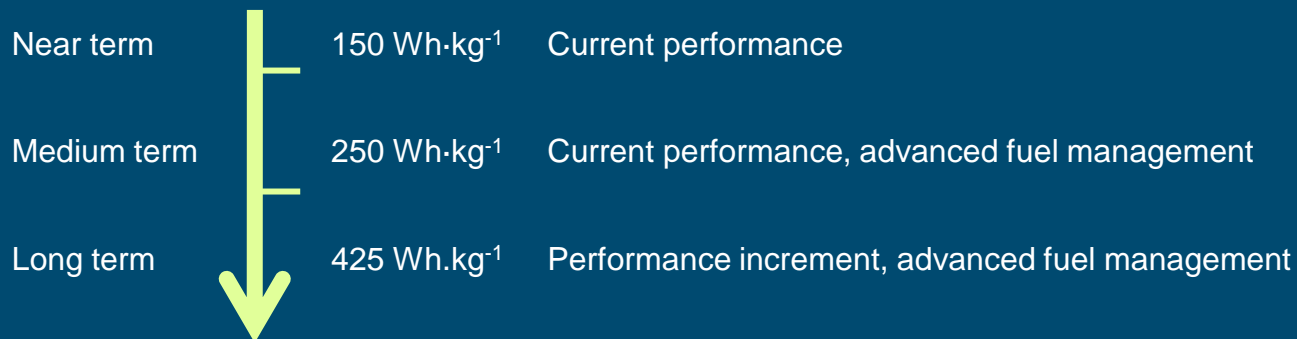 Near term 150 Wh·kg⁻¹ Current performance
Medium term 250 Wh·kg⁻¹ Current performance, advanced fuel management
Long term 425 Wh.kg⁻¹ Performance increment, advanced fuel management